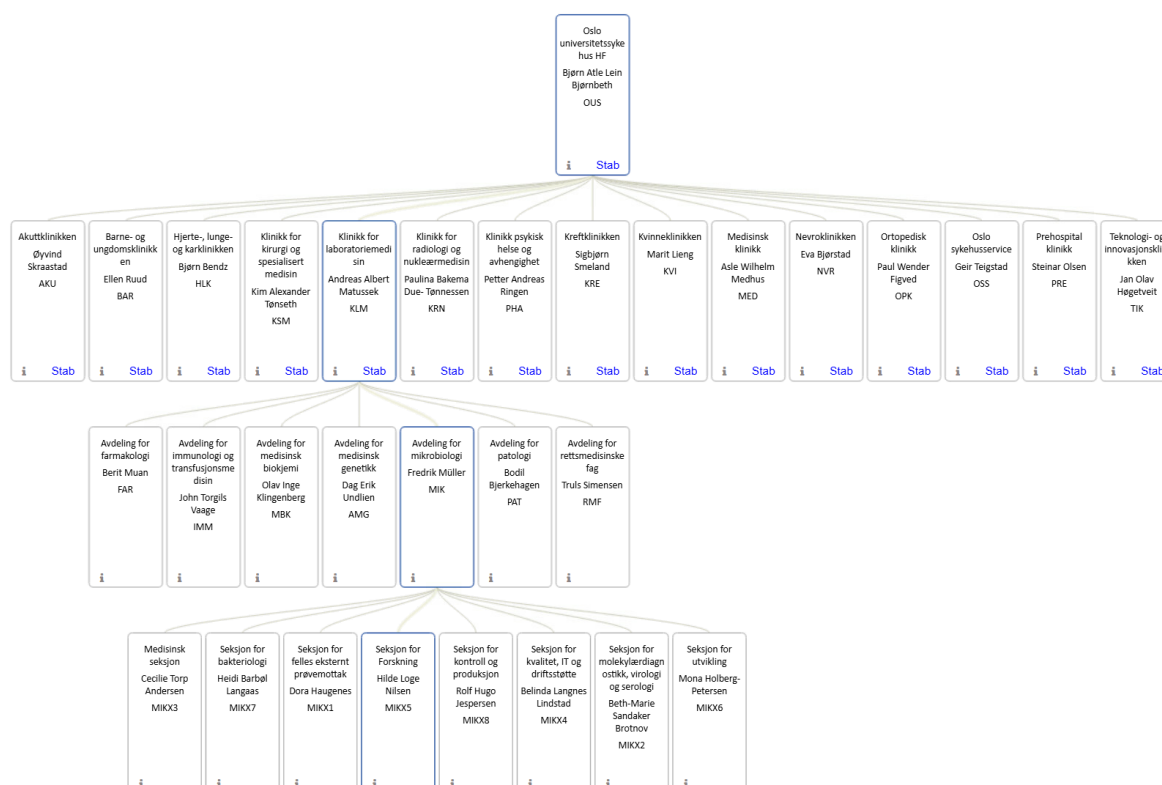 Oslo
universitetssyke
hus HF
Bjørn Atle Lein
Bjørnbeth
OUS
Stab
Akuttklinikken
Øyvind
Skraastad
AKU
Stab
Barne- og
ungdomsklinikk
en
Ellen Ruud
BAR
Stab
Hjerte-, lunge-
og karklinikken
Bjørn Bendz
HLK
Stab
Klinikk for
kirurgi og
spesialisert
medisin
Kim Alexander
Tønseth
KSM
Stab
Klinikk for
laboratoriemedi
sin
Andreas Albert
Matussek
KLM
Stab
Klinikk for
radiologi og
nukleærmedisin
Paulina Bakema
Due- Tønnessen
KRN
Stab
Klinikk psykisk
helse og
avhengighet
Petter Andreas
Ringen
PHA
Stab
Kreftklinikken
Sigbjørn
Smeland
KRE
Stab
Kvinneklinikken
Marit Lieng
KVI
Stab
Medisinsk
klinikk
Asle Wilhelm
Medhus
MED
Stab
Nevroklinikken
Eva Bjørstad
NVR
Stab
Ortopedisk
klinikk
Paul Wender
Figved
OPK
Stab
Oslo
sykehusservice
Geir Teigstad
OSS
Stab
Prehospital
klinikk
Steinar Olsen
PRE
Stab
Teknologi- og
innovasjonsklini
kken
Jan Olav
Høgetveit
TIK
Stab
Avdeling for
farmakologi
Berit Muan
FAR
Avdeling for
immunologi og
transfusjonsme
disin
John Torgils
Vaage
IMM
Avdeling for
medisinsk
biokjemi
Olav Inge
Klingenberg
MBK
Avdeling for
medisinsk
genetikk
Dag Erik
Undlien
AMG
Avdeling for
mikrobiologi
Fredrik Müller
MIK
Avdeling for
patologi
Bodil
Bjerkehagen
PAT
Avdeling for
rettsmedisinske
fag
Truls Simensen
RMF
Medisinsk
seksjon
Cecilie Torp
Andersen
MIKX3
Seksjon for
bakteriologi
Heidi Barbøl
Langaas
MIKX7
Seksjon for
felles eksternt
prøvemottak
Dora Haugenes
MIKX1
Seksjon for
Forskning
Hilde Loge
Nilsen
MIKX5
Seksjon for
kontroll og
produksjon
Rolf Hugo
Jespersen
MIKX8
Seksjon for
kvalitet, IT og
driftsstøtte
Belinda Langnes
Lindstad
MIKX4
Seksjon for
molekylærdiagn
ostikk, virologi
og serologi
Beth-Marie
Sandaker
Brotnov
MIKX2
Seksjon for
utvikling
Mona Holberg-
Petersen
MIKX6